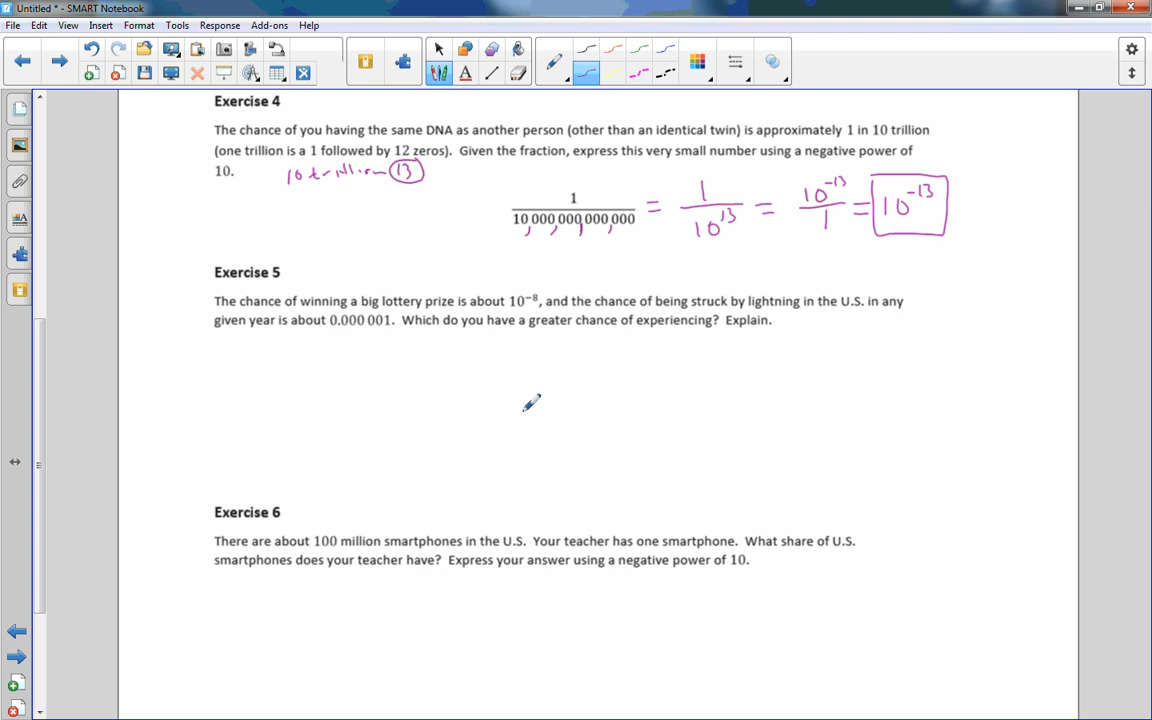 Untitled * - SMART Notebook
File Edit View Insert Format Tools Response Add-ons Help
Exercise 4
The chance of you having the same DNA as another person (other than an identical twin) is approximately 1 in 10 trillion
(one trillion is a 1 followed by 12 zeros). Given the fraction, express this very small number using a negative power of
10.
10 trillion 13
1/10 000 000 000 000 = 1/10^13 = 10^-13/1 = 10^-13
Exercise 5
The chance of winning a big lottery prize is about 10⁻⁸, and the chance of being struck by lightning in the U.S. in any
given year is about 0.000 001. Which do you have a greater chance of experiencing? Explain.
Exercise 6
There are about 100 million smartphones in the U.S. Your teacher has one smartphone. What share of U.S.
smartphones does your teacher have? Express your answer using a negative power of 10.